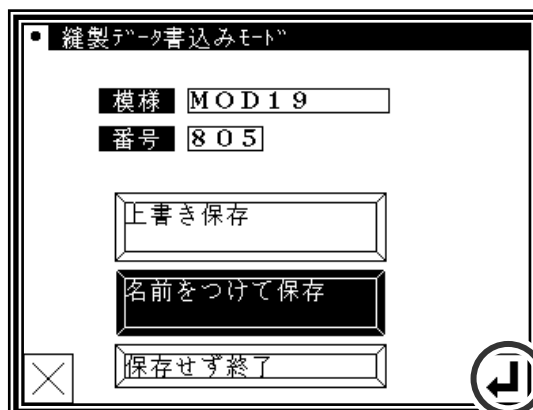 縫製ﾃﾞｰﾀ書込みﾓｰﾄﾞ
模様 MOD19
番号 805
上書き保存
名前をつけて保存
保存せず終了